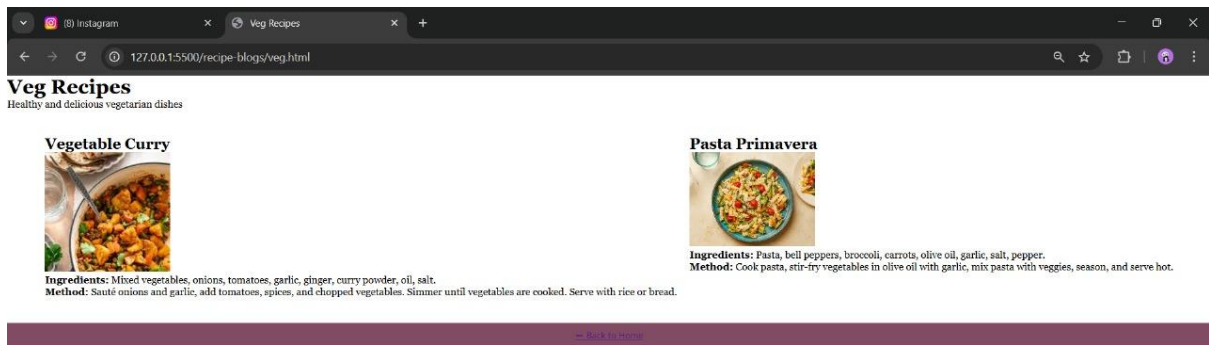 (8) Instagram
Veg Recipes
127.0.0.1:5500/recipe-blogs/veg.html
Veg Recipes
Healthy and delicious vegetarian dishes
Vegetable Curry
Ingredients: Mixed vegetables, onions, tomatoes, garlic, ginger, curry powder, oil, salt.
Method: Sauté onions and garlic, add tomatoes, spices, and chopped vegetables. Simmer until vegetables are cooked. Serve with rice or bread.
Pasta Primavera
Ingredients: Pasta, bell peppers, broccoli, carrots, olive oil, garlic, salt, pepper.
Method: Cook pasta, stir-fry vegetables in olive oil with garlic, mix pasta with veggies, season, and serve hot.
← Back to Home